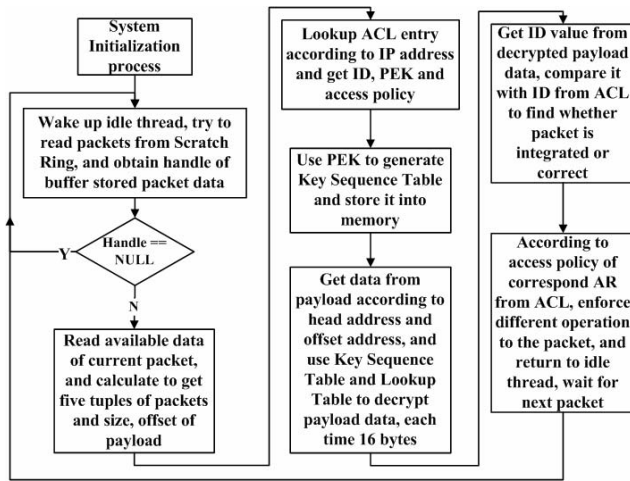 System
Initialization
process
Wake up idle thread, try to
read packets from Scratch
Ring, and obtain handle of
buffer stored packet data
Handle ==
NULL
Y
N
Read available data
of current packet,
and calculate to get
five tuples of packets
and size, offset of
payload
Lookup ACL entry
according to IP address
and get ID, PEK and
access policy
Use PEK to generate
Key Sequence Table
and store it into
memory
Get data from
payload according to
head address and
offset address, and
use Key Sequence
Table and Lookup
Table to decrypt
payload data, each
time 16 bytes
Get ID value from
decrypted payload
data, compare it
with ID from ACL
to find whether
packet is
integrated or
correct
According to
access policy of
correspond AR
from ACL, enforce
different operation
to the packet, and
return to idle
thread, wait for
next packet